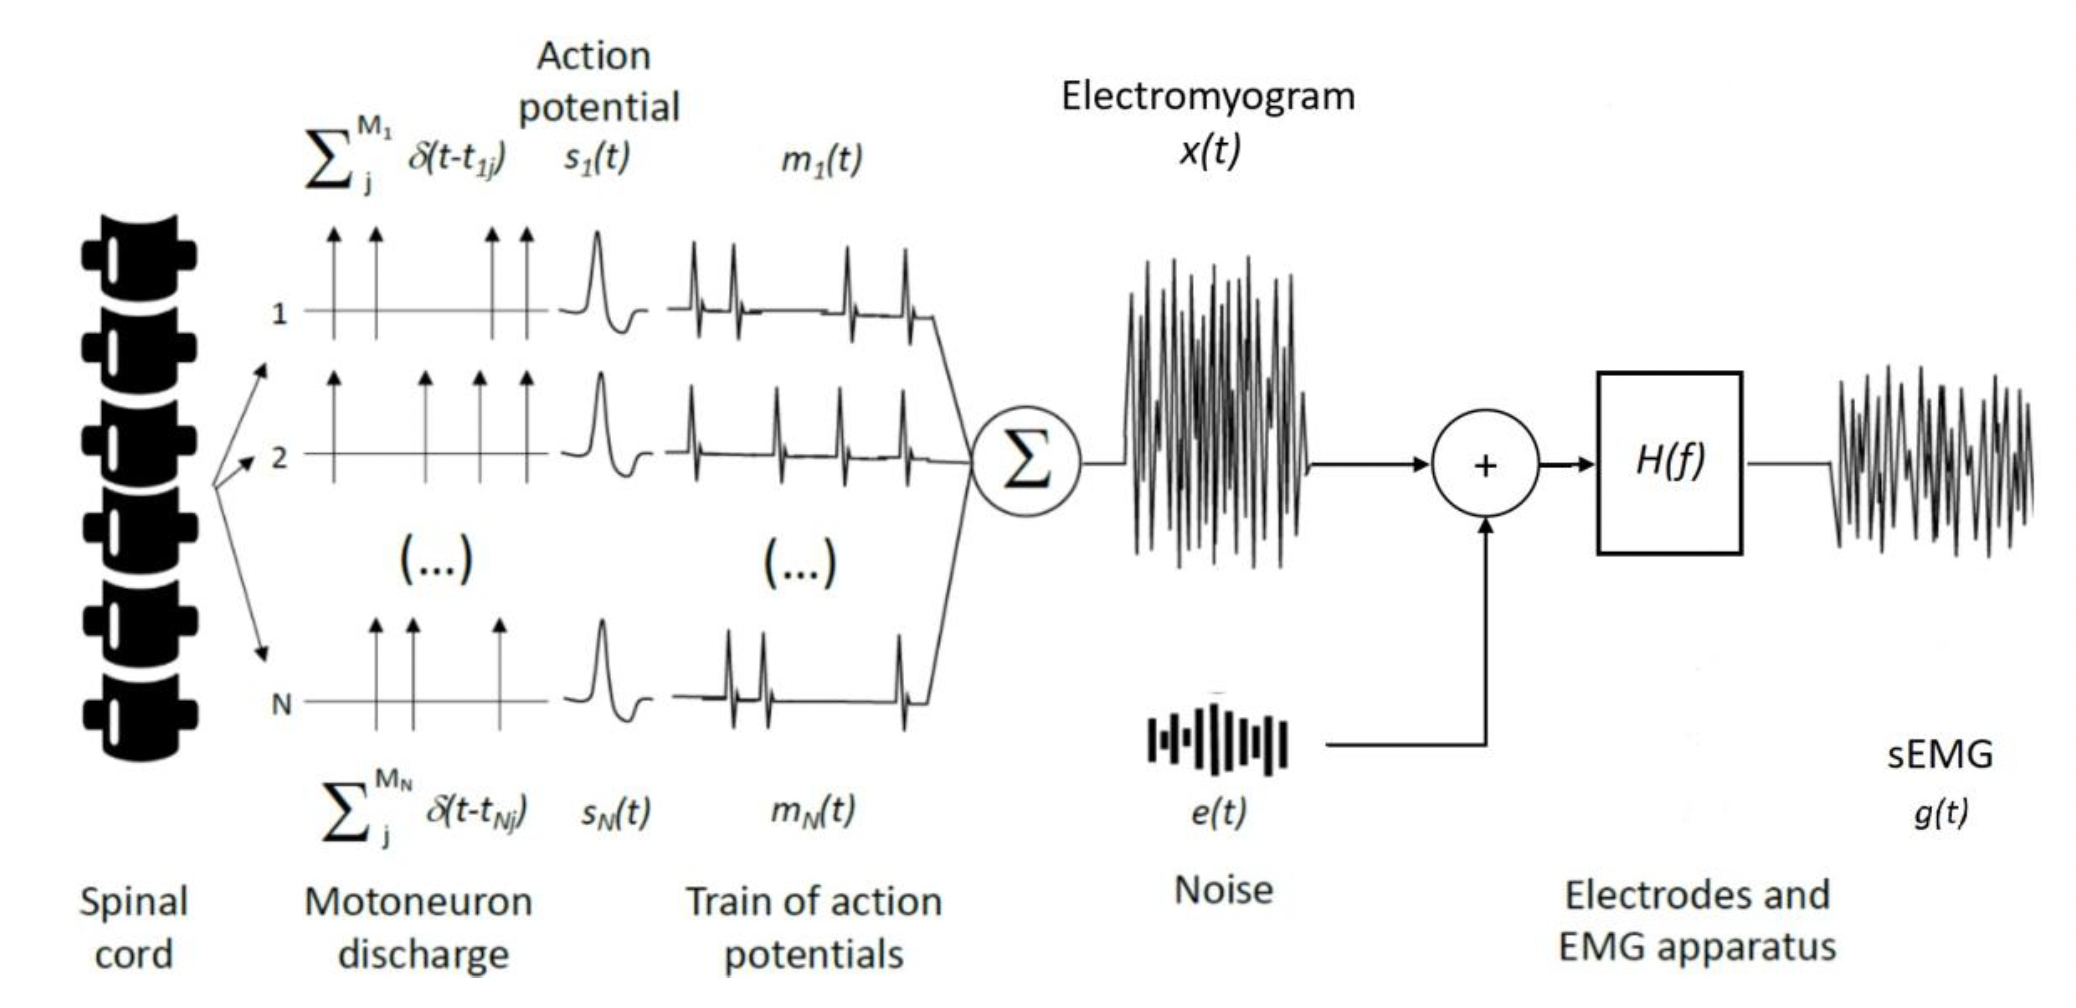 Action
potential
Electromyogram
∑ j M1 δ(t-t1j) s1(t) m1(t)
x(t)
1
2
(...) (...)
N
∑
+
H(f)
∑ j MN δ(t-tNj) sN(t) mN(t)
e(t)
sEMG
g(t)
Spinal
cord
Motoneuron
discharge
Train of action
potentials
Noise
Electrodes and
EMG apparatus